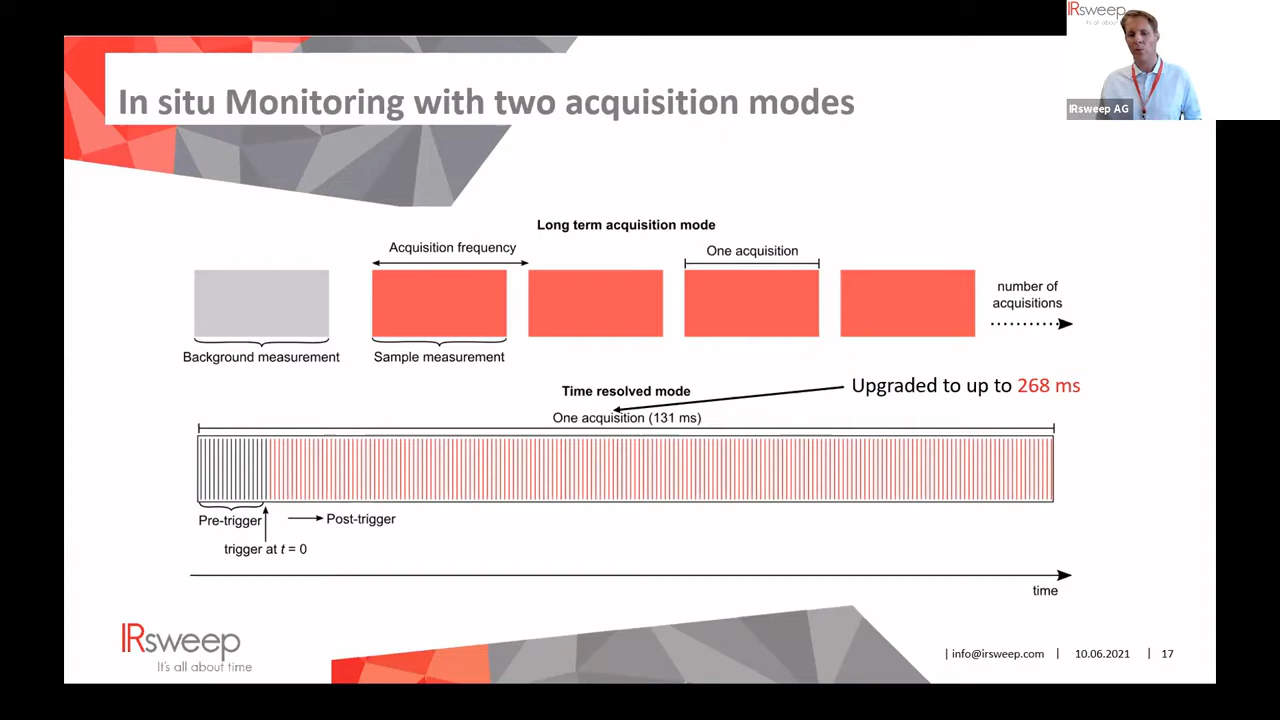 IRsweep
It's all about
IRsweep AG
In situ Monitoring with two acquisition modes
Long term acquisition mode
Acquisition frequency
One acquisition
number of
acquisitions
Background measurement
Sample measurement
Upgraded to up to 268 ms
Time resolved mode
One acquisition (131 ms)
Pre-trigger
Post-trigger
trigger at t = 0
time
IRsweep
It's all about time
| info@irsweep.com | 10.06.2021 | 17